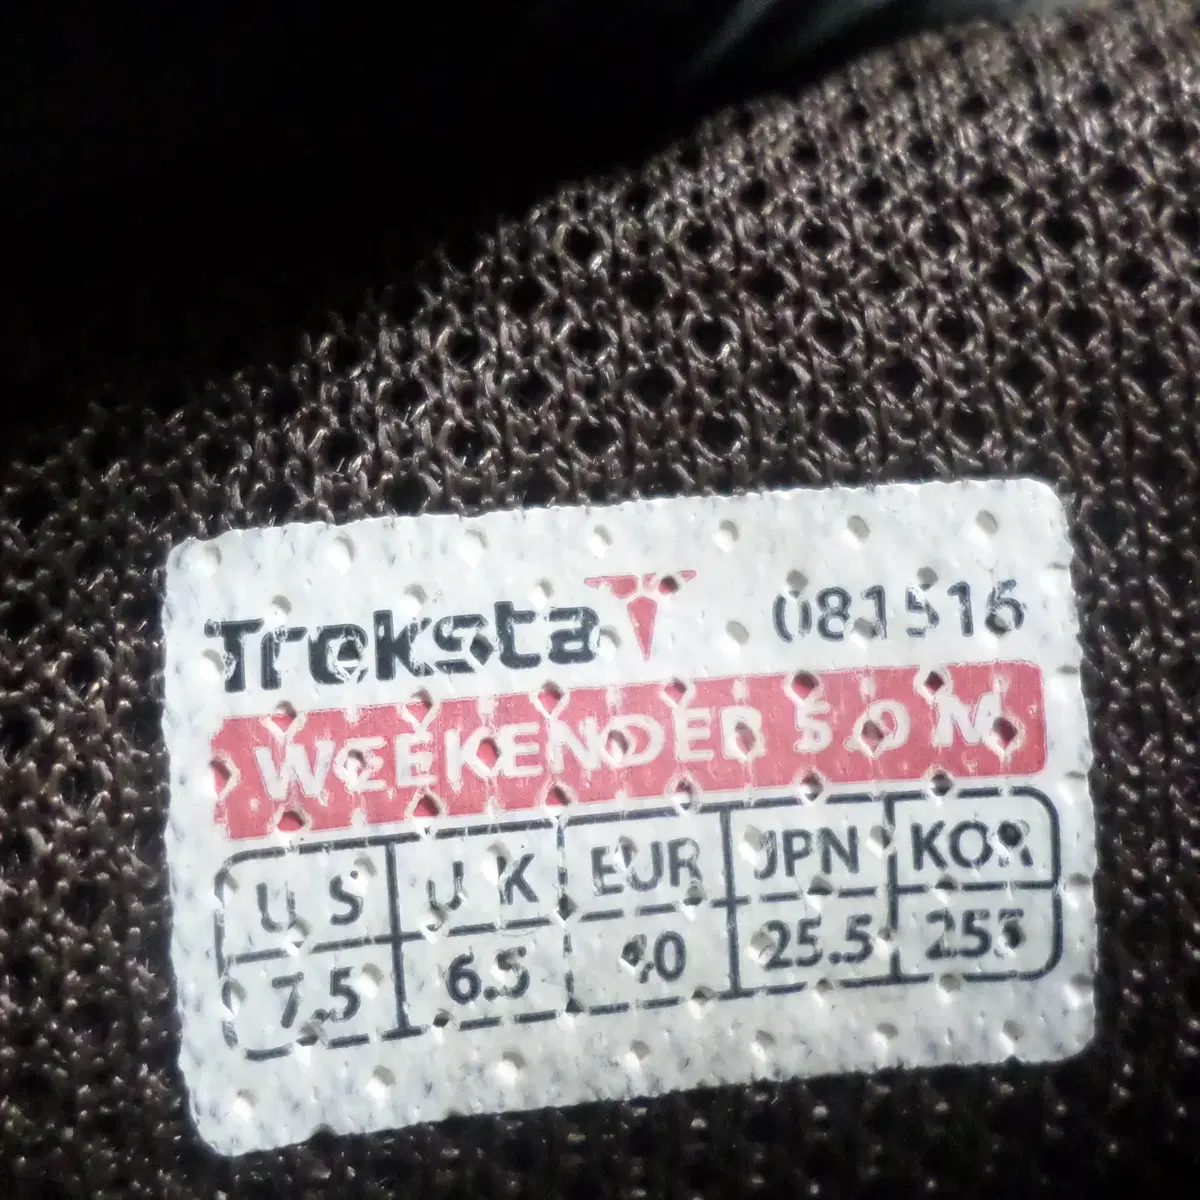 Treksta 081516
WEEKENDER 5.0 M
US UK EUR JPN KOR
7.5 6.5 40 25.5 255